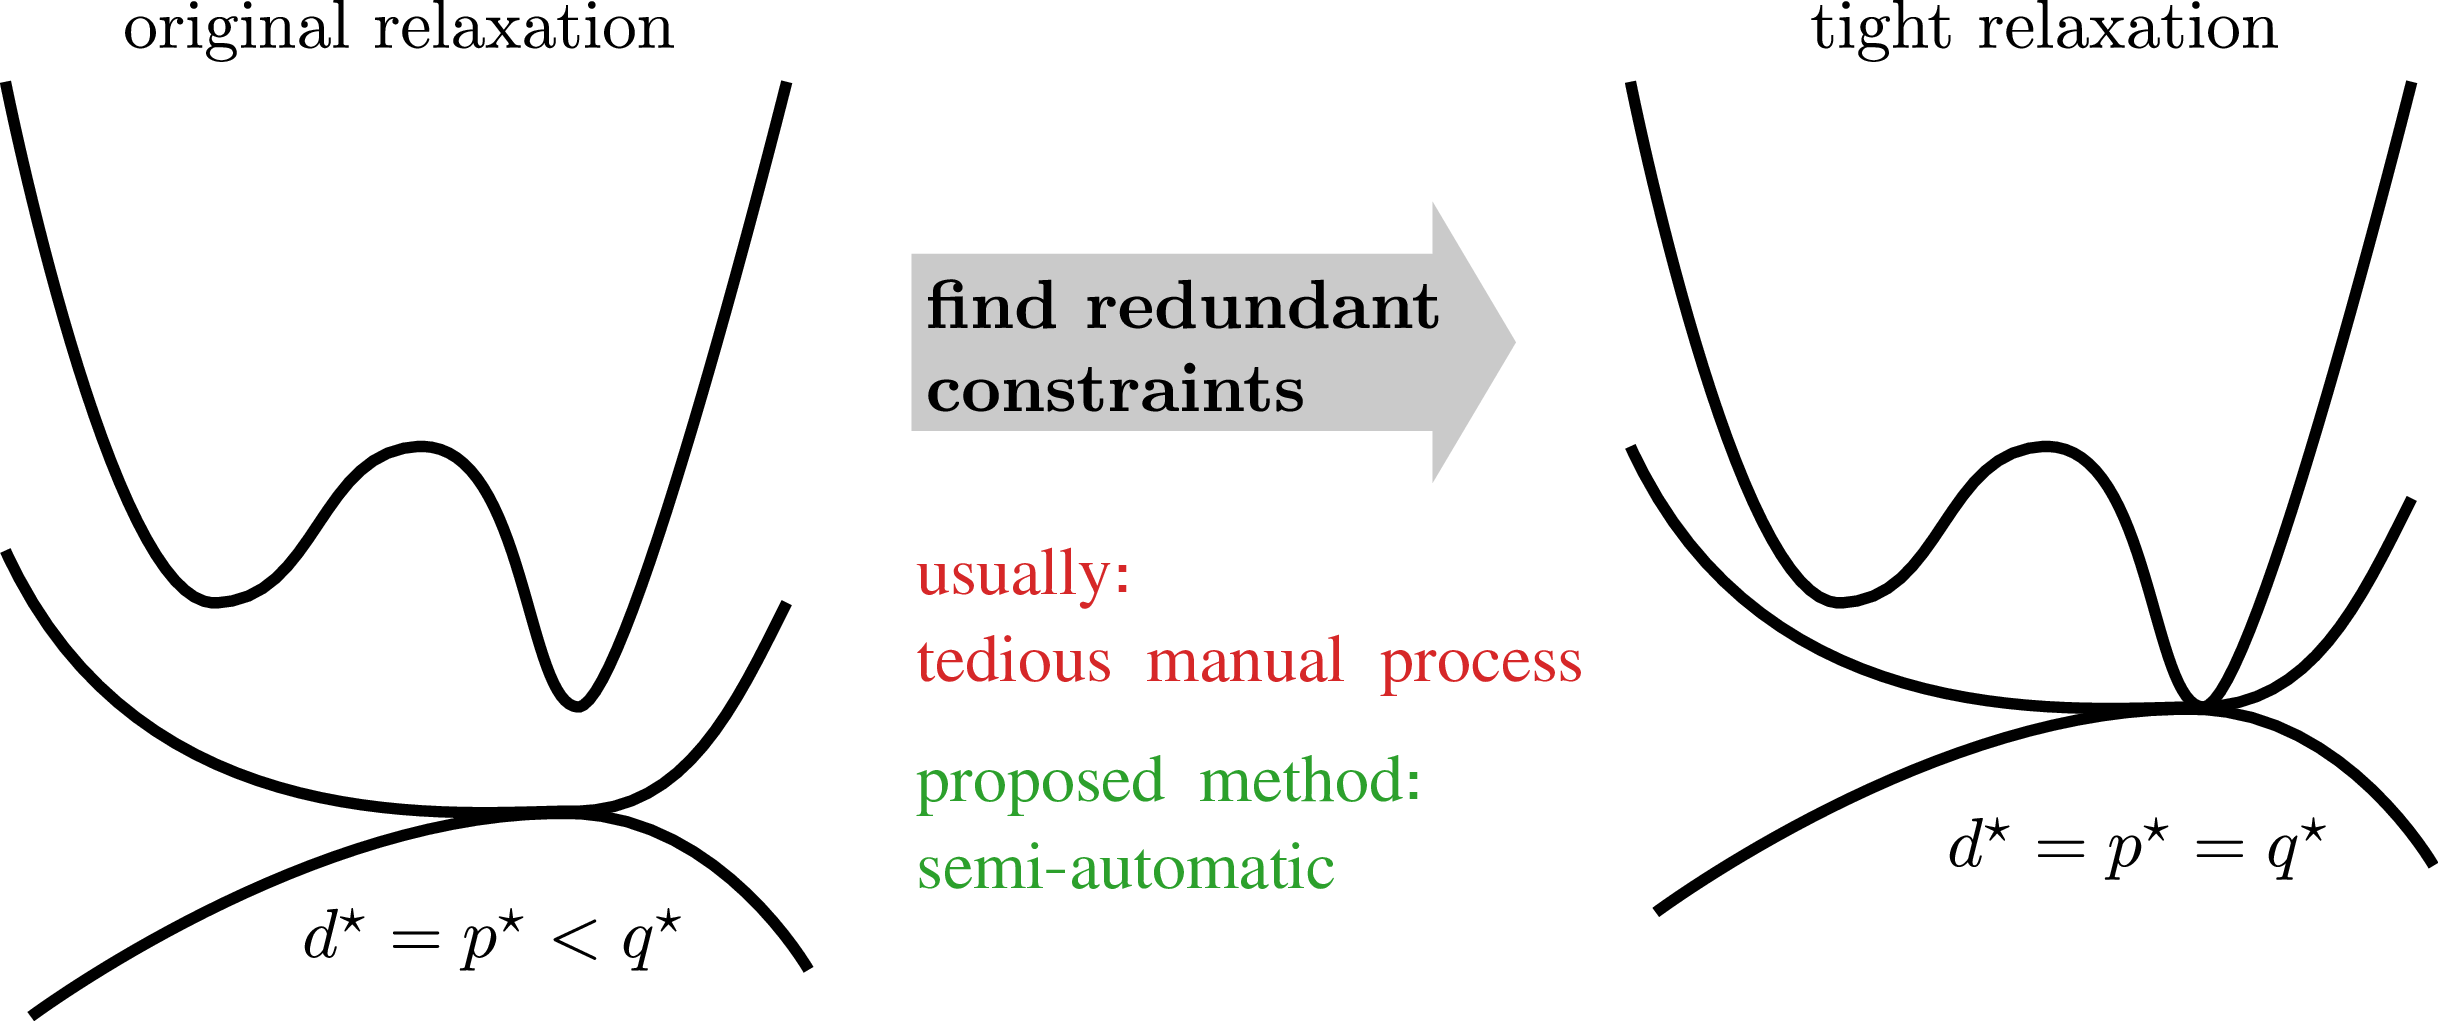 original relaxation
tight relaxation
find redundant
constraints
usually:
tedious manual process
proposed method:
semi-automatic
d⋆ = p⋆ < q⋆
d⋆ = p⋆ = q⋆